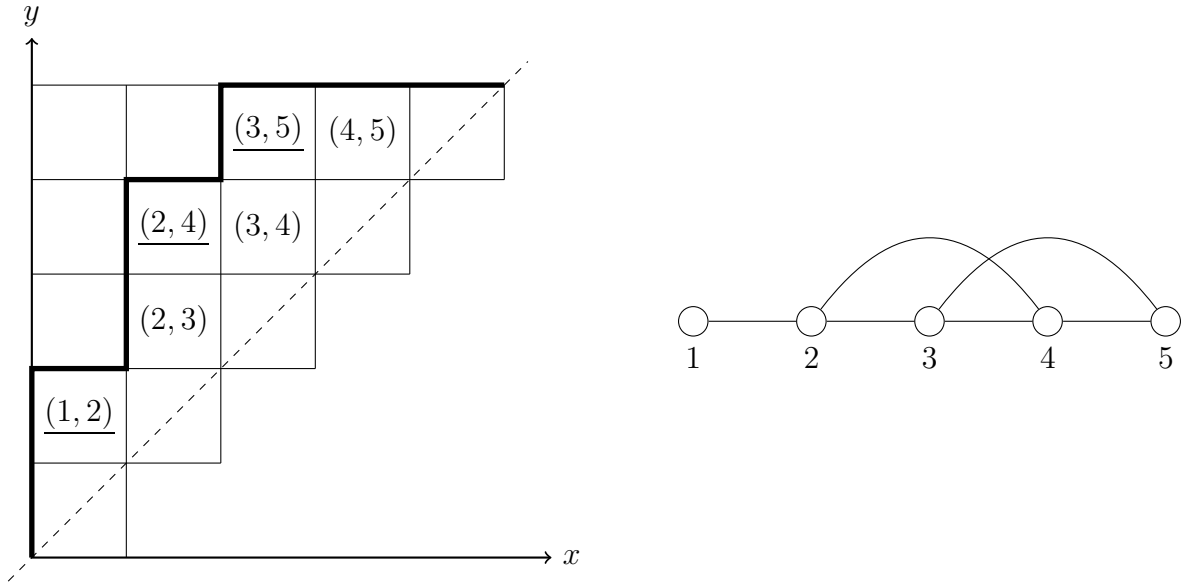 y
(3, 5) (4, 5)
(2, 4) (3, 4)
(2, 3)
(1, 2)
x
1 2 3 4 5